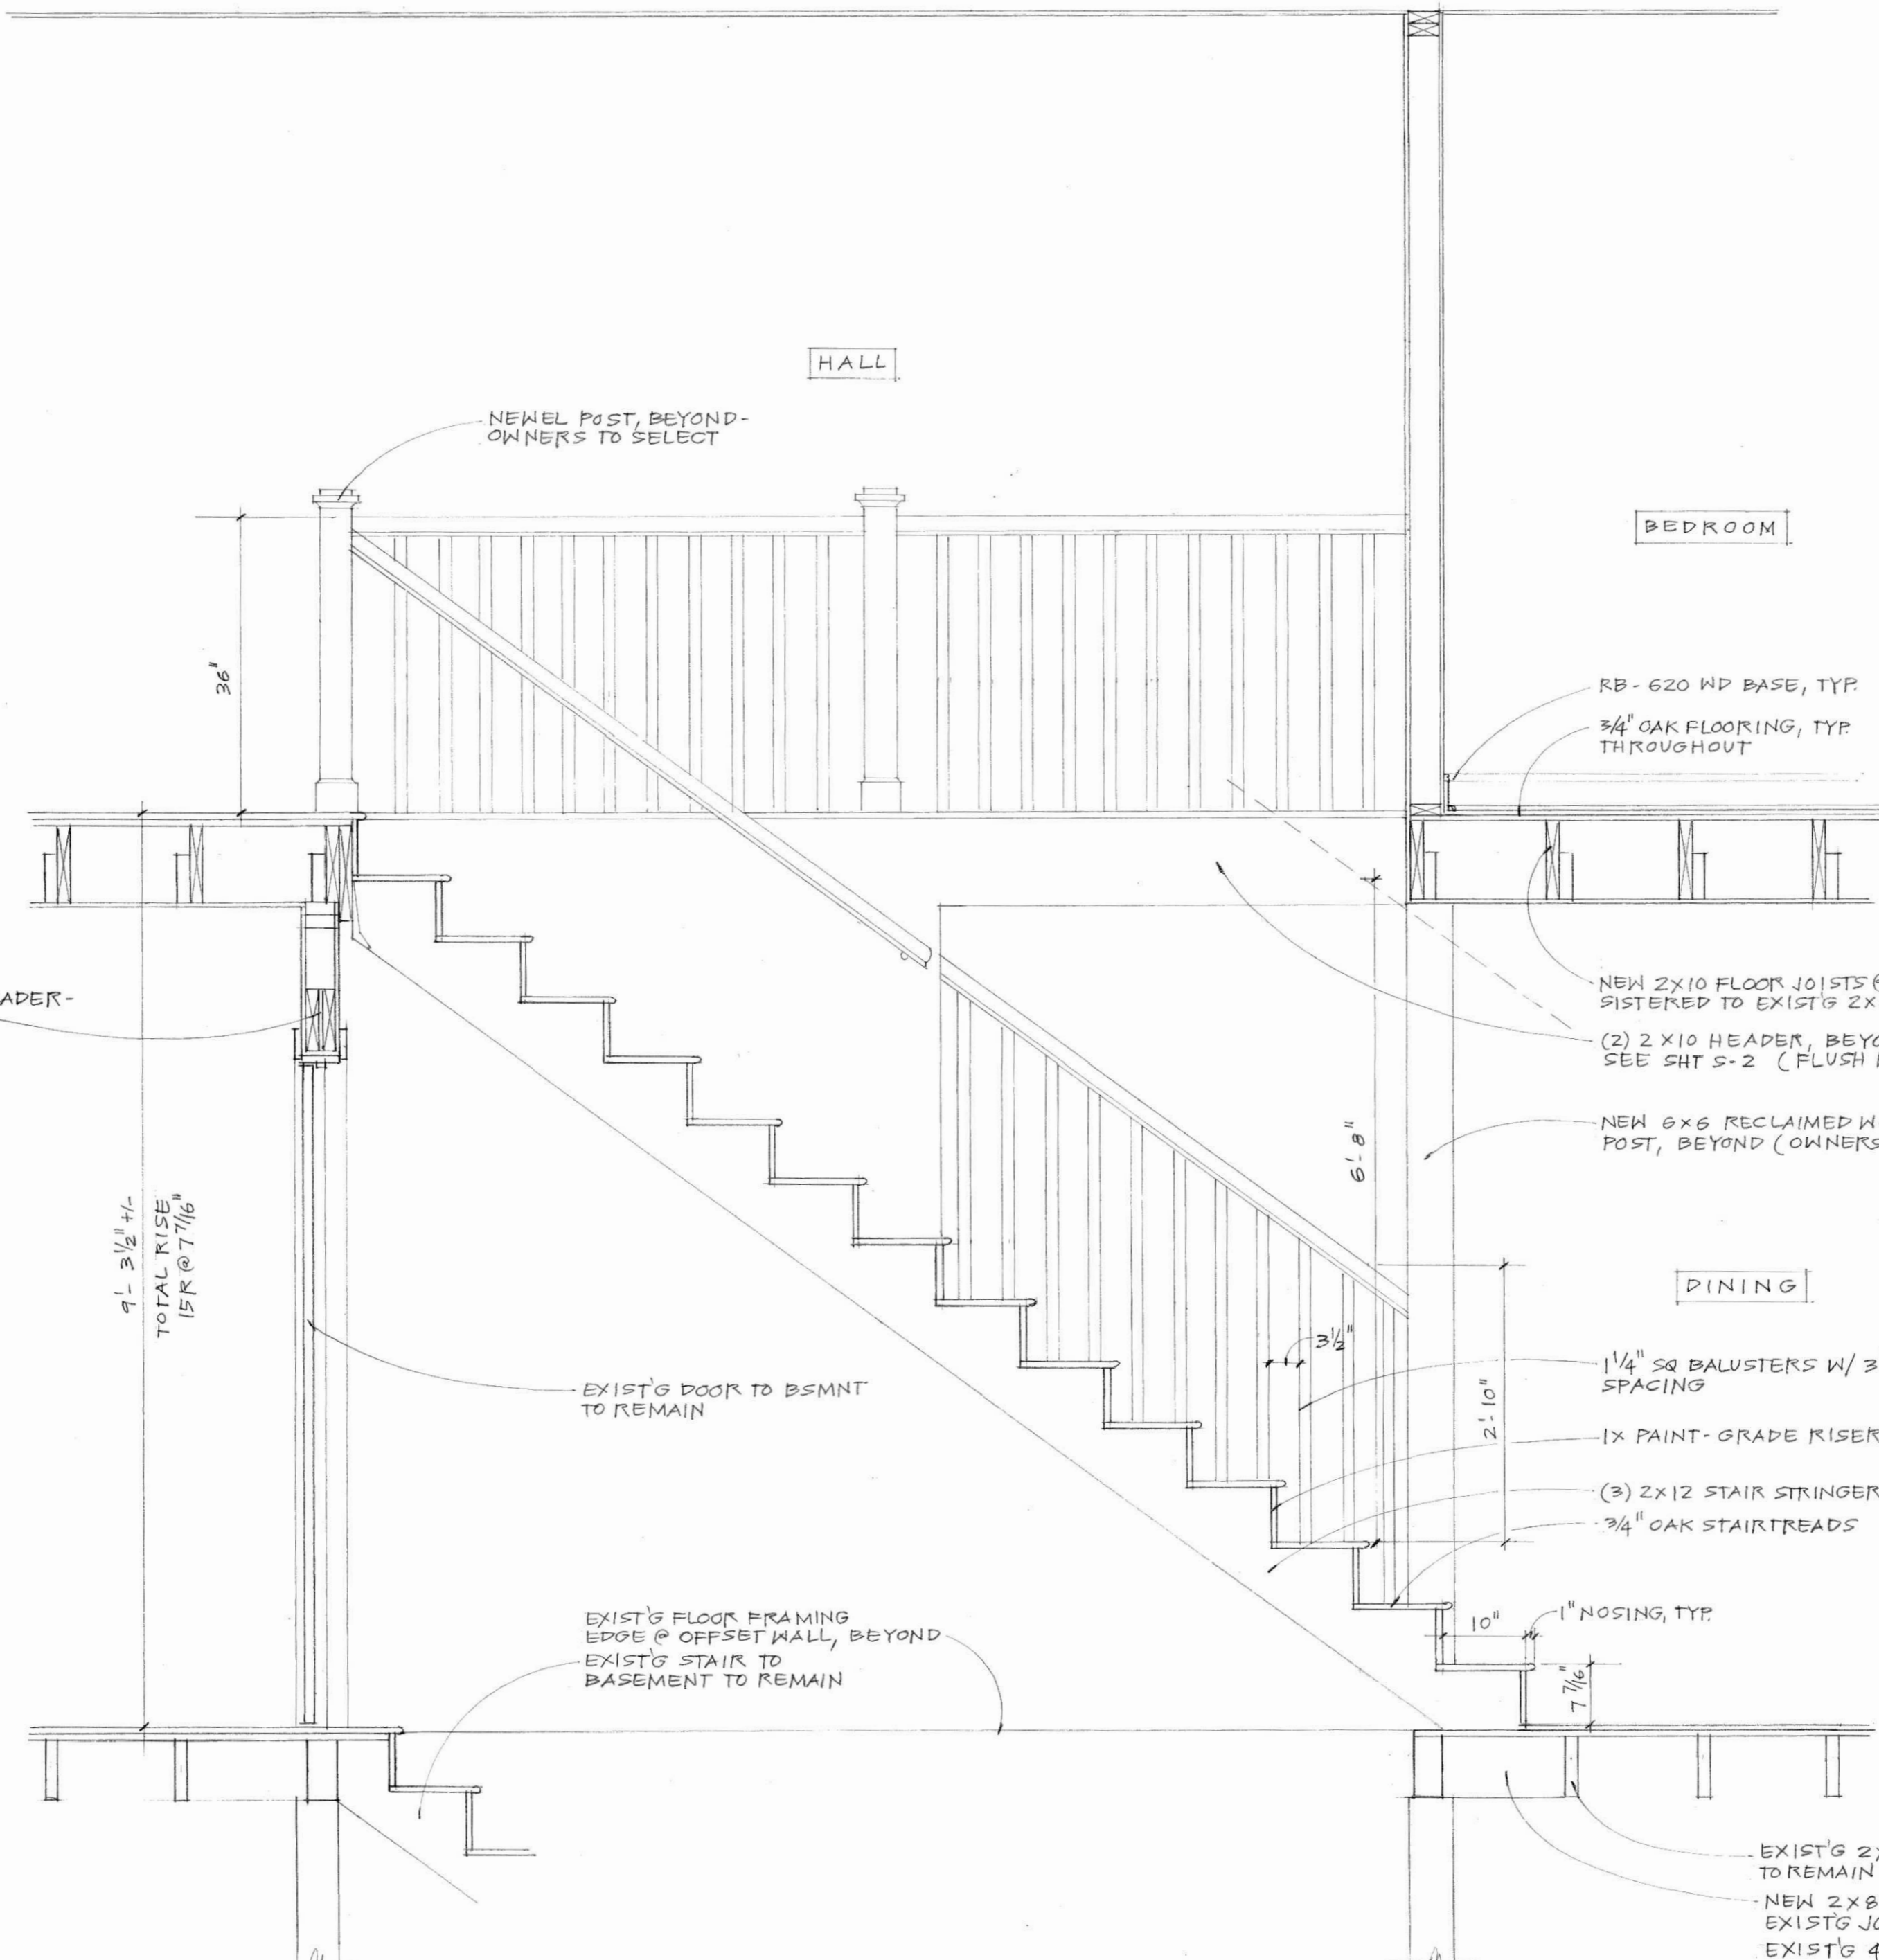 HALL
NEWEL POST, BEYOND-
OWNERS TO SELECT
BEDROOM
36"
RB-620 WD BASE, TYP.
3/4" OAK FLOORING, TYP.
THROUGHOUT
ADER-
NEW 2X10 FLOOR JOISTS @
SISTERED TO EXIST'G 2X
(2) 2X10 HEADER, BEYO
SEE SHT S-2 (FLUSH
NEW 6X6 RECLAIMED W
POST, BEYOND (OWNERS
6'-8"
9'-3 1/2" +/-
TOTAL RISE
15R @ 7 7/16"
DINING
3 1/2"
EXIST'G DOOR TO BSMNT
TO REMAIN
1 1/4" SQ BALUSTERS W/ 3
SPACING
2'-10"
1X PAINT-GRADE RISER
(3) 2X12 STAIR STRINGER
3/4" OAK STAIRTREADS
EXIST'G FLOOR FRAMING
EDGE @ OFFSET WALL, BEYOND
EXIST'G STAIR TO
BASEMENT TO REMAIN
10"
1" NOSING, TYP.
7 7/16"
EXIST'G 2X
TO REMAIN
NEW 2X8
EXIST'G JO
EXIST'G 4